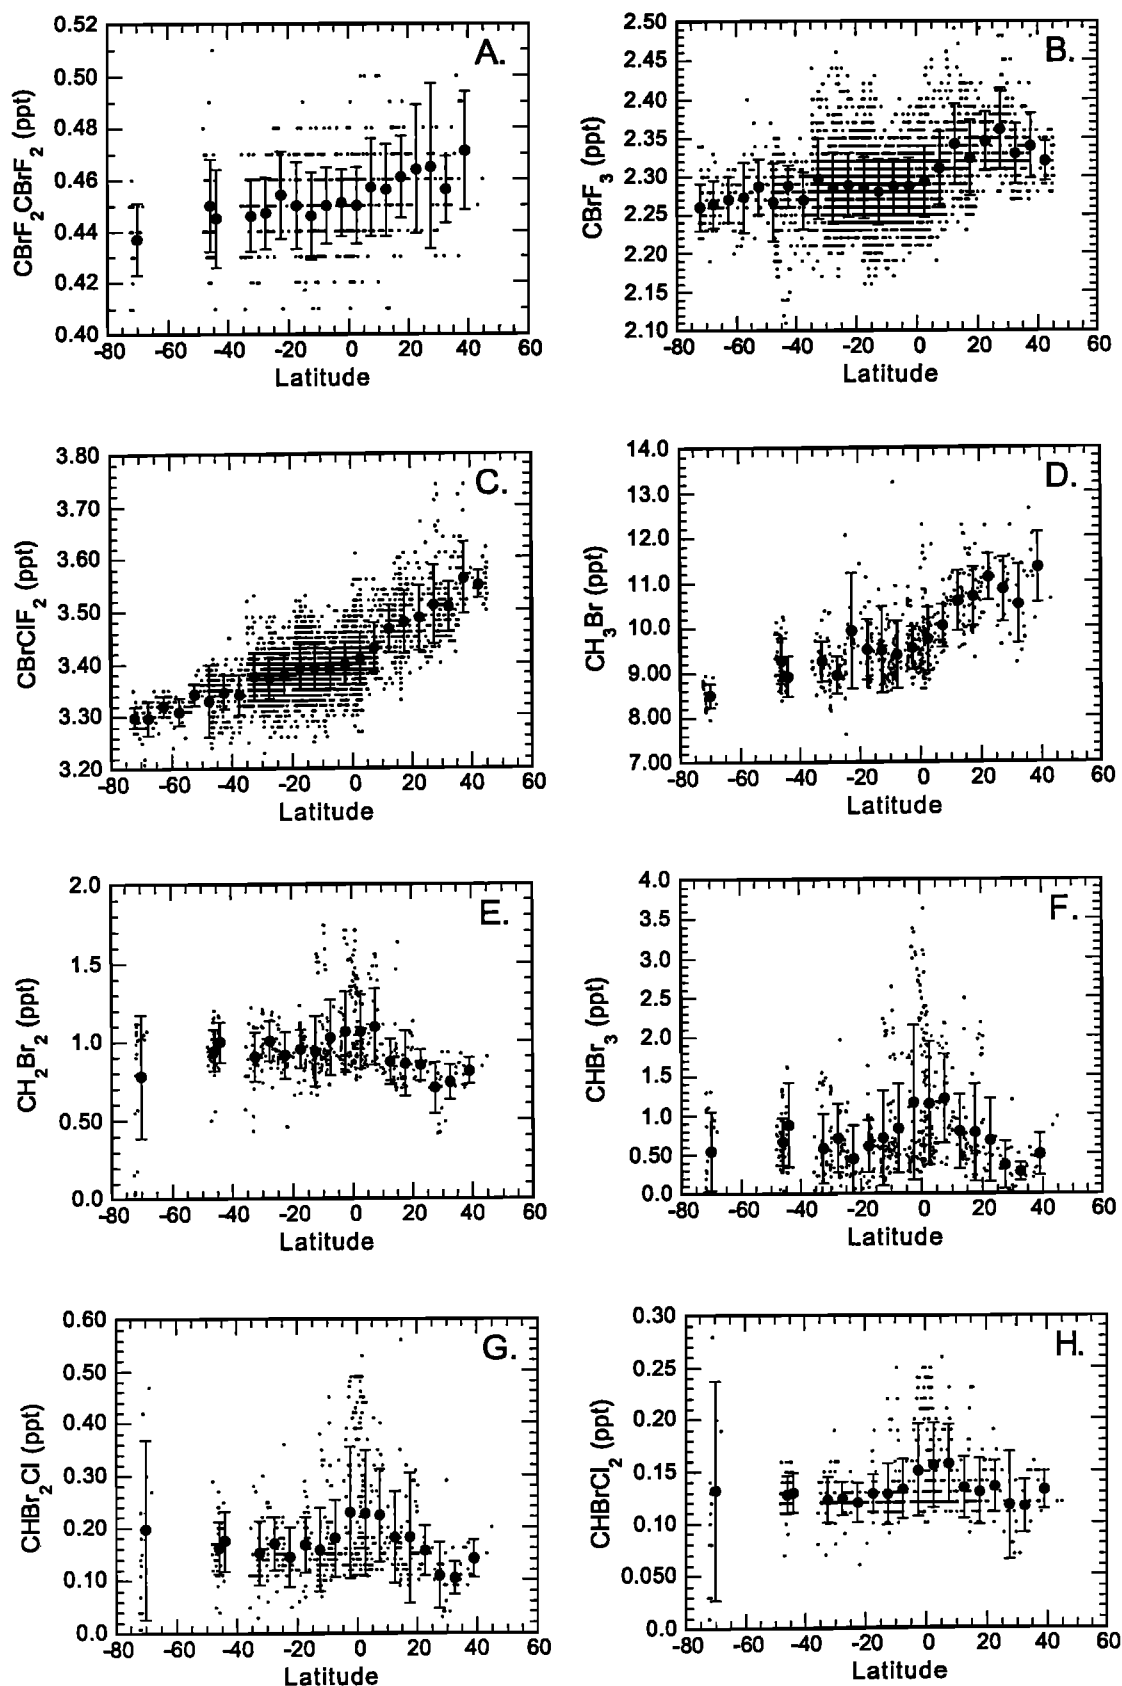 A.
CBrF2CBrF2 (ppt)
0.52
0.50
0.48
0.46
0.44
0.42
0.40
-80 -60 -40 -20 0 20 40 60
Latitude
B.
CBrF3 (ppt)
2.50
2.45
2.40
2.35
2.30
2.25
2.20
2.15
2.10
-80 -60 -40 -20 0 20 40 60
Latitude
C.
CBrClF2 (ppt)
3.80
3.70
3.60
3.50
3.40
3.30
3.20
-80 -60 -40 -20 0 20 40 60
Latitude
D.
CH3Br (ppt)
14.0
13.0
12.0
11.0
10.0
9.00
8.00
7.00
-80 -60 -40 -20 0 20 40 60
Latitude
E.
CH2Br2 (ppt)
2.0
1.5
1.0
0.50
0.0
-80 -60 -40 -20 0 20 40 60
Latitude
F.
CHBr3 (ppt)
4.0
3.5
3.0
2.5
2.0
1.5
1.0
0.50
0.0
-80 -60 -40 -20 0 20 40 60
Latitude
G.
CHBr2Cl (ppt)
0.60
0.50
0.40
0.30
0.20
0.10
0.0
-80 -60 -40 -20 0 20 40 60
Latitude
H.
CHBrCl2 (ppt)
0.30
0.25
0.20
0.15
0.10
0.050
0.0
-80 -60 -40 -20 0 20 40 60
Latitude